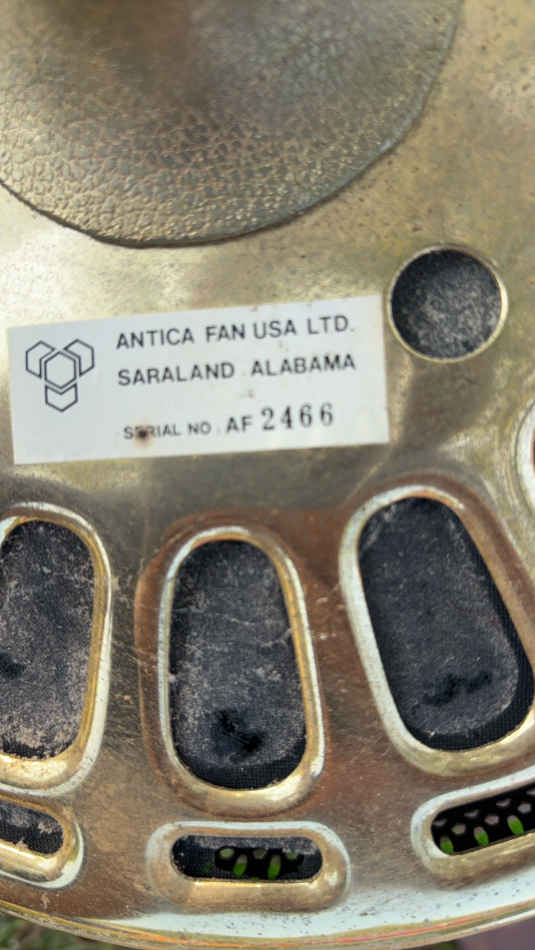 ANTICA FAN USA LTD.
SARALAND ALABAMA
SERIAL NO. AF 2466